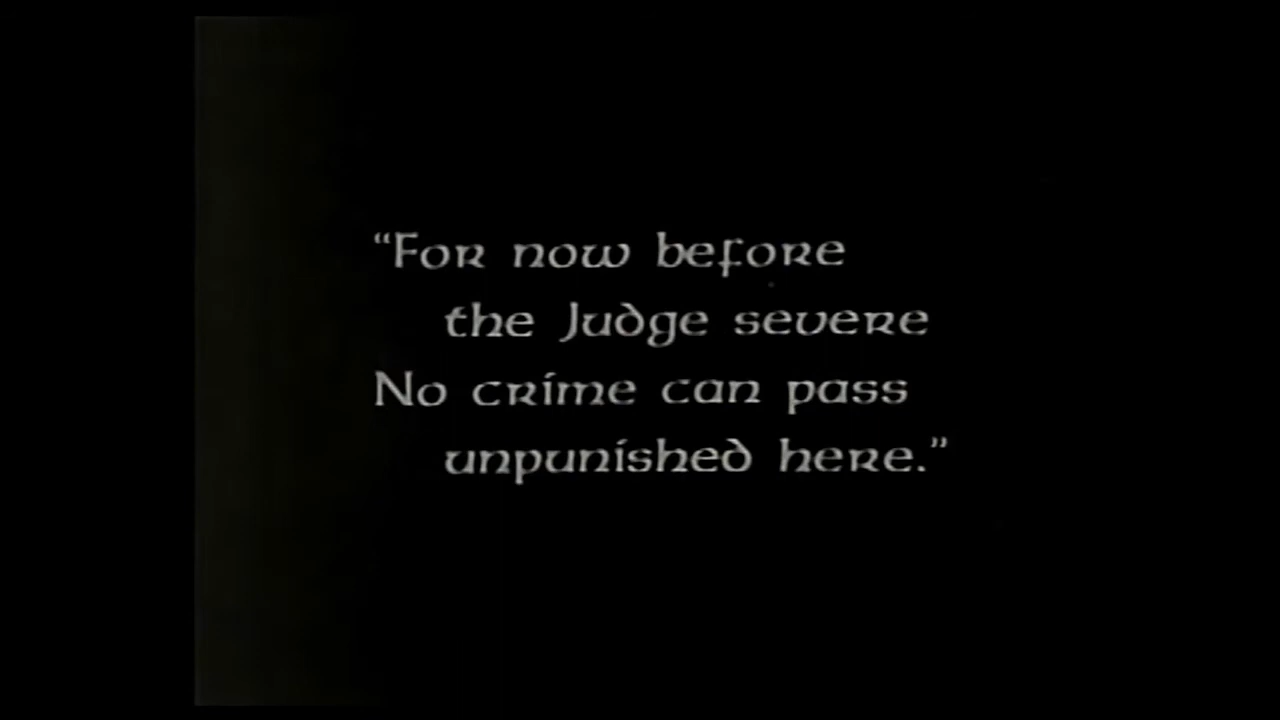 “For now before
the Judge severe
No crime can pass
unpunished here.”